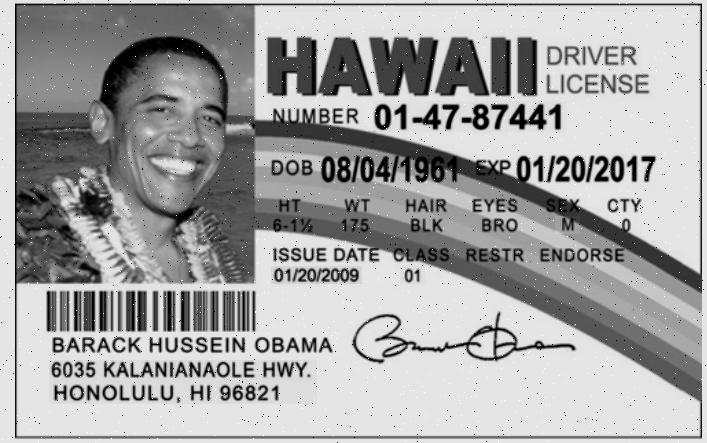 HAWAII DRIVER LICENSE
NUMBER 01-47-87441
DOB 08/04/1961 EXP 01/20/2017
HT WT HAIR EYES SEX CTY
6-1½ 175 BLK BRO M 0
ISSUE DATE CLASS RESTR ENDORSE
01/20/2009 01
BARACK HUSSEIN OBAMA
6035 KALANIANAOLE HWY.
HONOLULU, HI 96821